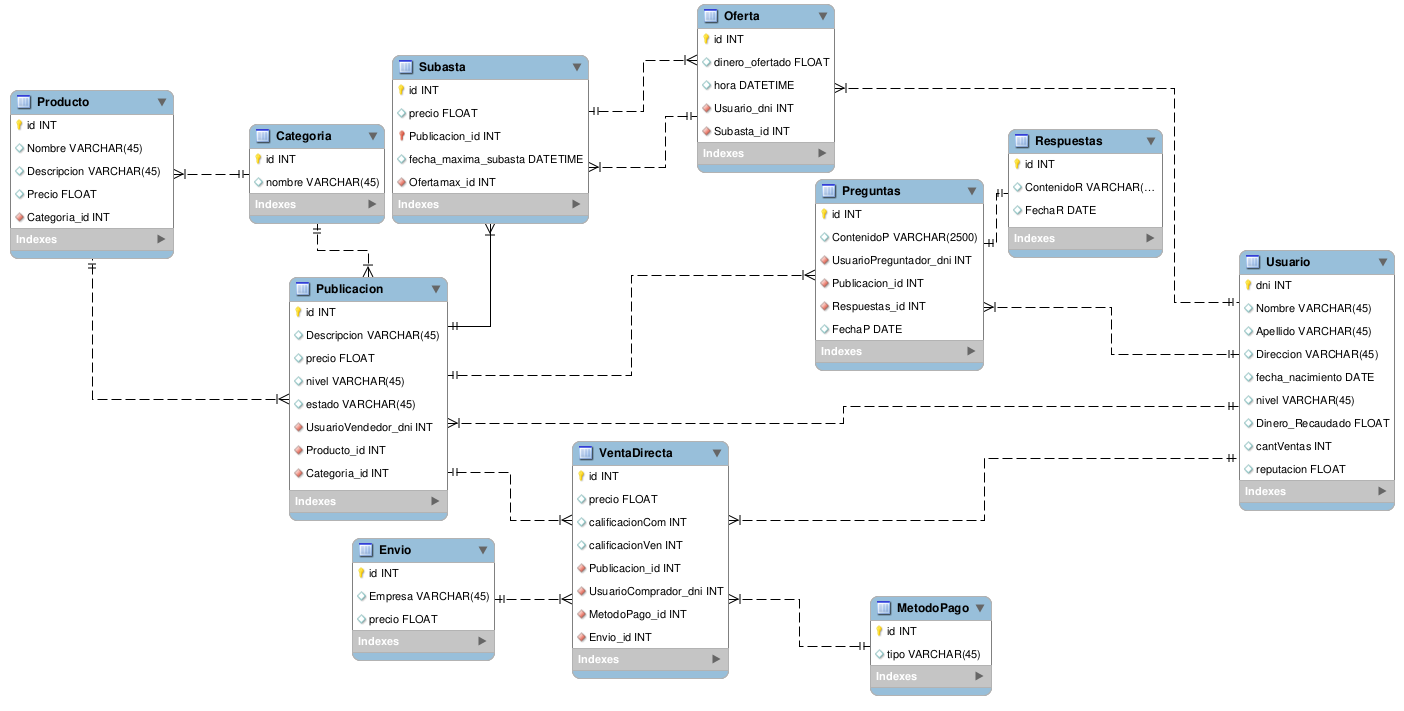 Oferta
id INT
dinero_ofertado FLOAT
hora DATETIME
Usuario_dni INT
Subasta_id INT
Indexes
Subasta
id INT
precio FLOAT
Publicacion_id INT
fecha_maxima_subasta DATETIME
Ofertamax_id INT
Indexes
Producto
id INT
Nombre VARCHAR(45)
Descripcion VARCHAR(45)
Precio FLOAT
Categoria_id INT
Indexes
Categoria
id INT
nombre VARCHAR(45)
Indexes
Respuestas
id INT
ContenidoR VARCHAR(...
FechaR DATE
Indexes
Preguntas
id INT
ContenidoP VARCHAR(2500)
UsuarioPreguntador_dni INT
Publicacion_id INT
Respuestas_id INT
FechaP DATE
Indexes
Usuario
dni INT
Nombre VARCHAR(45)
Apellido VARCHAR(45)
Direccion VARCHAR(45)
fecha_nacimiento DATE
nivel VARCHAR(45)
Dinero_Recaudado FLOAT
cantVentas INT
reputacion FLOAT
Indexes
Publicacion
id INT
Descripcion VARCHAR(45)
precio FLOAT
nivel VARCHAR(45)
estado VARCHAR(45)
UsuarioVendedor_dni INT
Producto_id INT
Categoria_id INT
Indexes
VentaDirecta
id INT
precio FLOAT
calificacionCom INT
calificacionVen INT
Publicacion_id INT
UsuarioComprador_dni INT
MetodoPago_id INT
Envio_id INT
Indexes
Envio
id INT
Empresa VARCHAR(45)
precio FLOAT
Indexes
MetodoPago
id INT
tipo VARCHAR(45)
Indexes